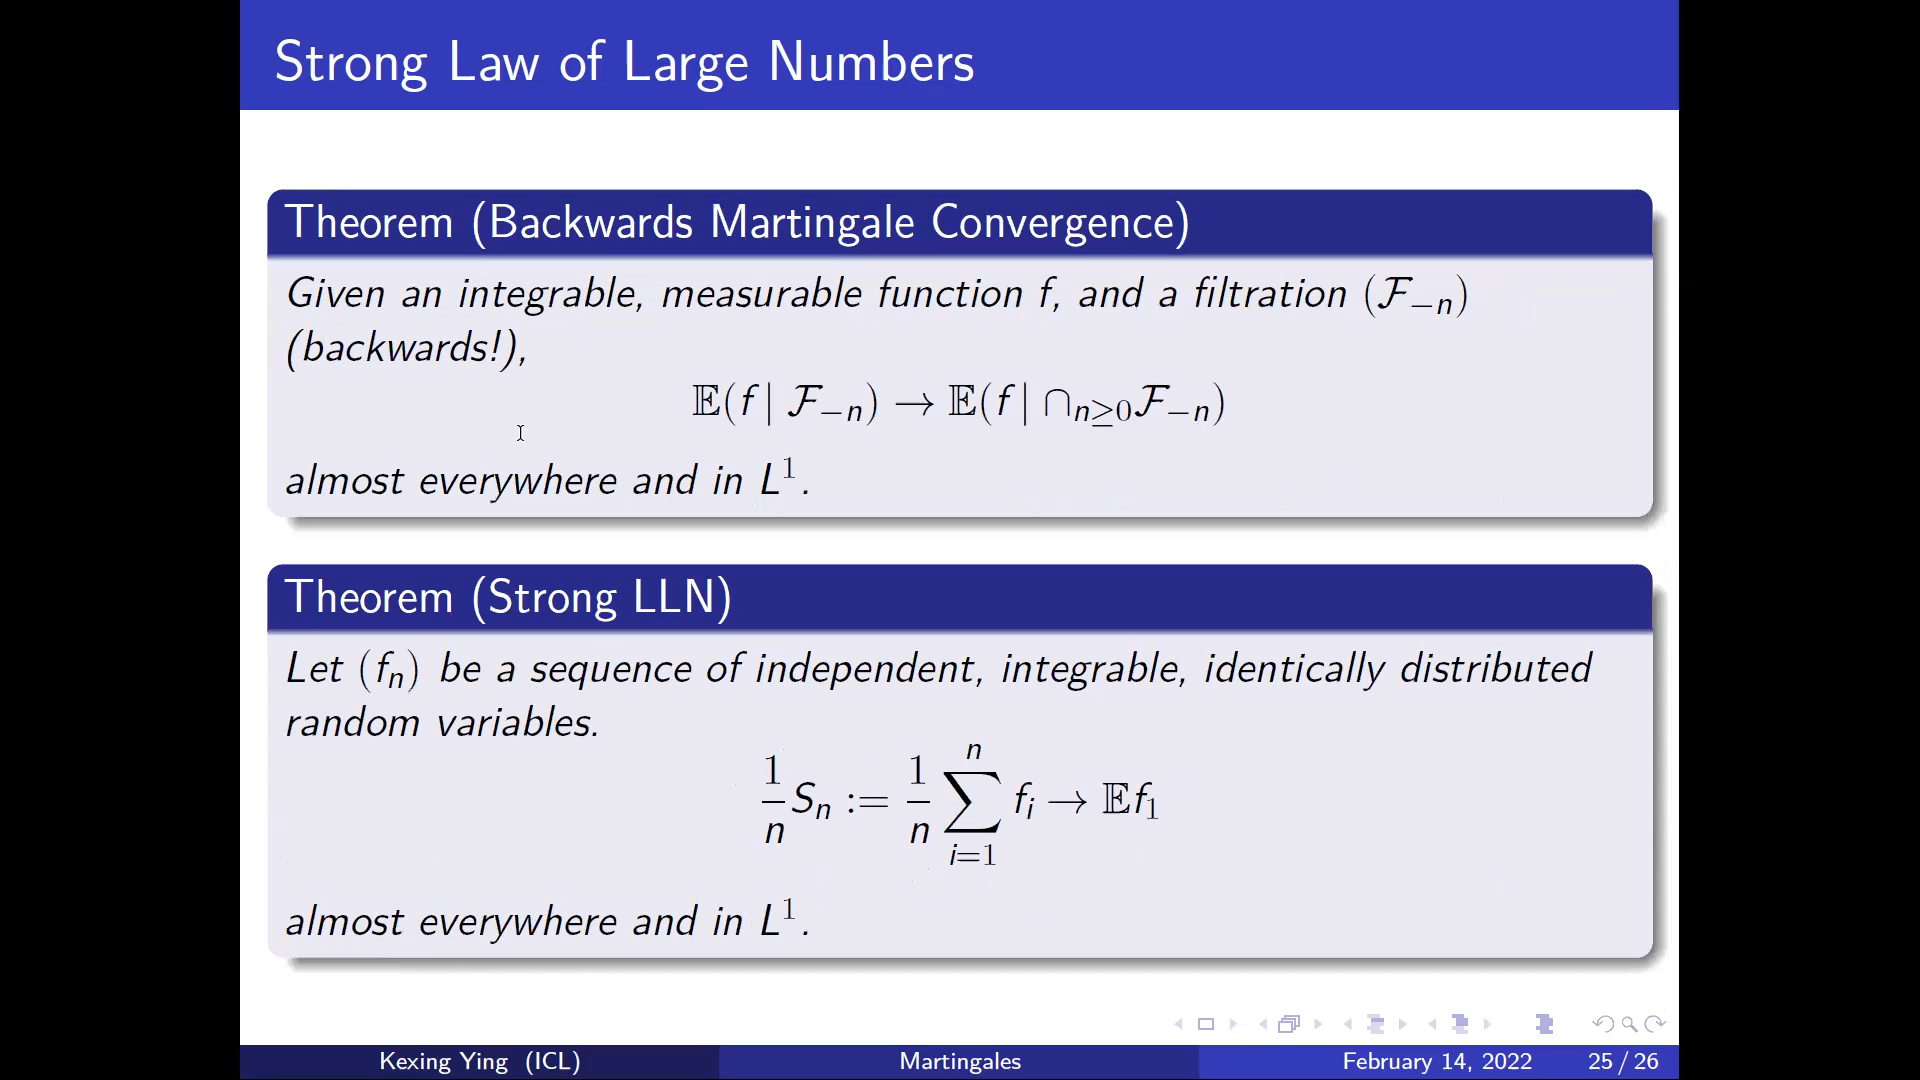 Strong Law of Large Numbers
Theorem (Backwards Martingale Convergence)
Given an integrable, measurable function f, and a filtration (ℱ₋ₙ)
(backwards!),
𝔼(f | ℱ₋ₙ) → 𝔼(f | ∩ₙ≥₀ℱ₋ₙ)
almost everywhere and in L¹.
Theorem (Strong LLN)
Let (fₙ) be a sequence of independent, integrable, identically distributed
random variables.
1/n Sₙ := 1/n ∑ᵢ₌₁ⁿ fᵢ → 𝔼f₁
almost everywhere and in L¹.
Kexing Ying (ICL) Martingales February 14, 2022 25 / 26